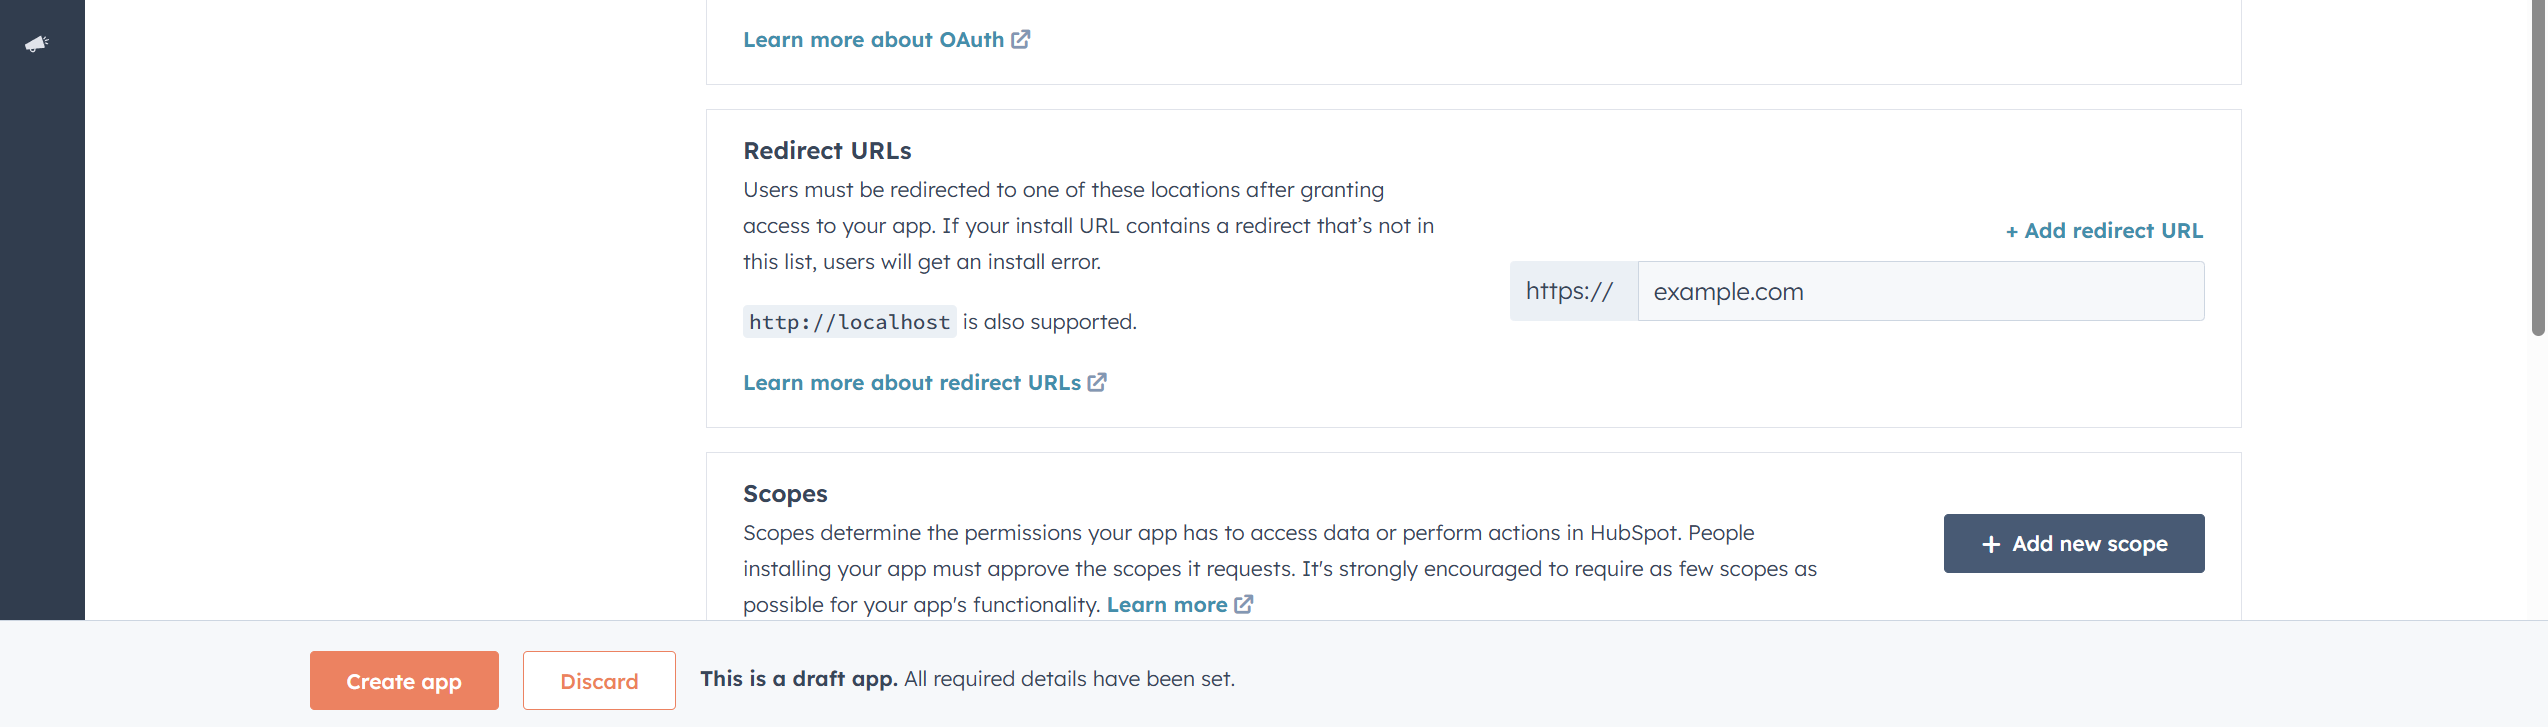 Learn more about OAuth
Redirect URLs
Users must be redirected to one of these locations after granting
access to your app. If your install URL contains a redirect that’s not in
this list, users will get an install error.
http://localhost is also supported.
Learn more about redirect URLs
+ Add redirect URL
https:// example.com
Scopes
Scopes determine the permissions your app has to access data or perform actions in HubSpot. People
installing your app must approve the scopes it requests. It's strongly encouraged to require as few scopes as
possible for your app's functionality. Learn more
+ Add new scope
Create app
Discard
This is a draft app. All required details have been set.